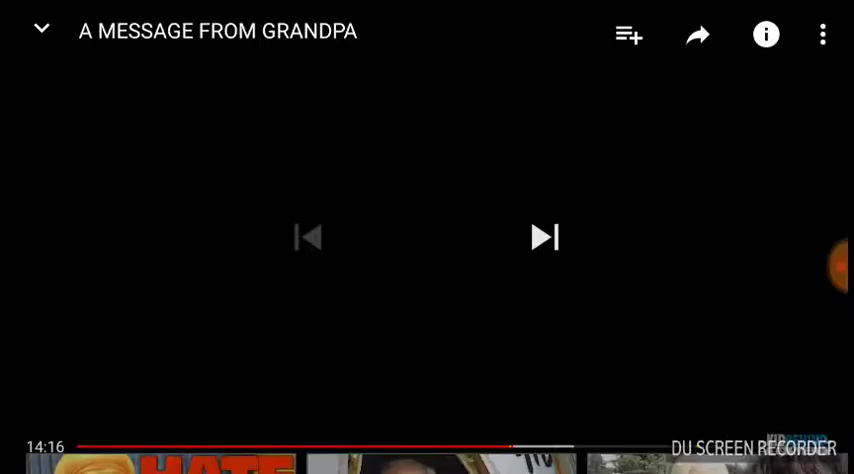 A MESSAGE FROM GRANDPA
14:16
DU SCREEN RECORDER
HATE